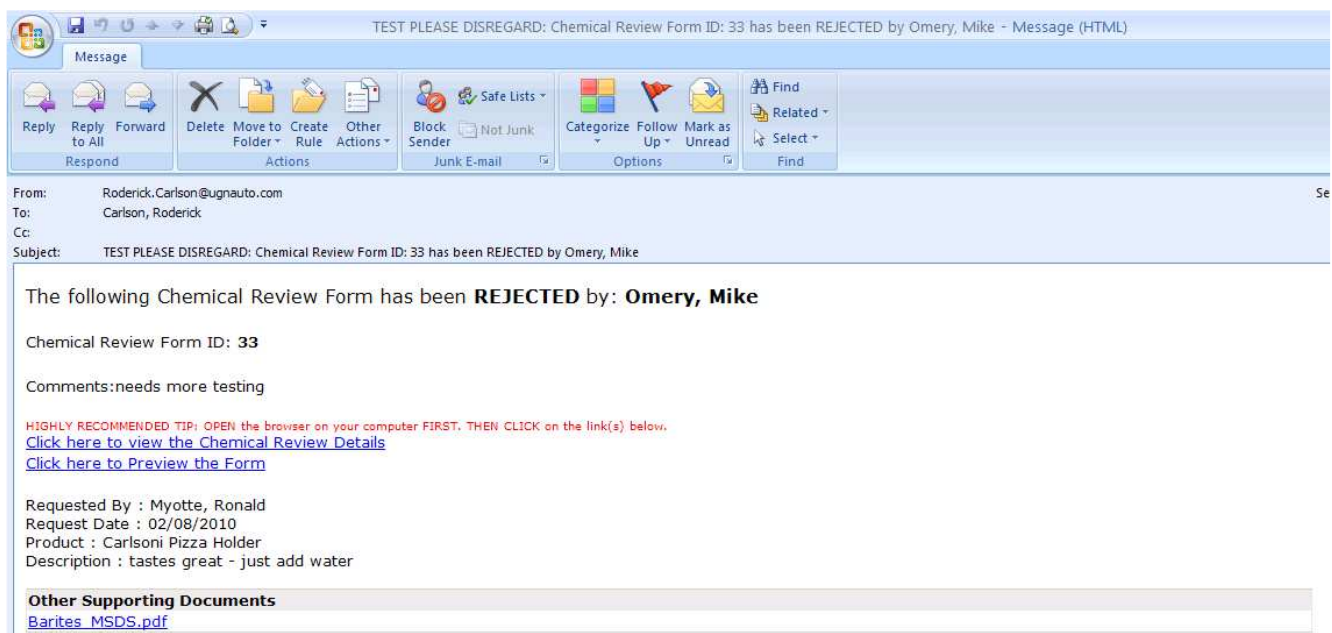 TEST PLEASE DISREGARD: Chemical Review Form ID: 33 has been REJECTED by Omery, Mike - Message (HTML)
Message
Reply
Reply to All
Forward
Delete
Move to Folder
Create Rule
Other Actions
Block Sender
Safe Lists
Not Junk
Categorize
Follow Up
Mark as Unread
Find
Related
Select
Respond
Actions
Junk E-mail
Options
Find
From: Roderick.Carlson@ugnauto.com
Se
To: Carlson, Roderick
Cc:
Subject: TEST PLEASE DISREGARD: Chemical Review Form ID: 33 has been REJECTED by Omery, Mike
The following Chemical Review Form has been REJECTED by: Omery, Mike
Chemical Review Form ID: 33
Comments:needs more testing
HIGHLY RECOMMENDED TIP: OPEN the browser on your computer FIRST. THEN CLICK on the link(s) below.
Click here to view the Chemical Review Details
Click here to Preview the Form
Requested By : Myotte, Ronald
Request Date : 02/08/2010
Product : Carlsoni Pizza Holder
Description : tastes great - just add water
Other Supporting Documents
Barites_MSDS.pdf